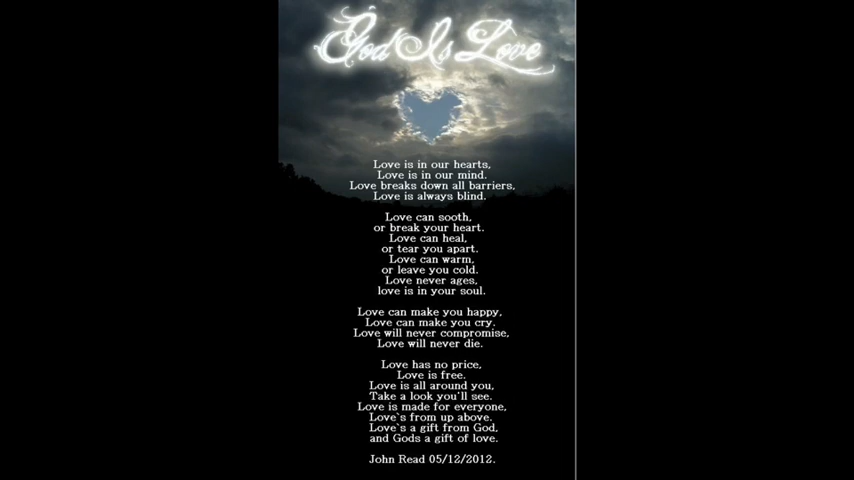 God Is Love
Love is in our hearts,
Love is in our mind.
Love breaks down all barriers,
Love is always blind.
Love can sooth,
or break your heart.
Love can heal,
or tear you apart.
Love can warm,
or leave you cold.
Love never ages,
love is in your soul.
Love can make you happy,
Love can make you cry.
Love will never compromise,
Love will never die.
Love has no price,
Love is free.
Love is all around you,
Take a look you'll see.
Love is made for everyone,
Love`s from up above.
Love`s a gift from God,
and Gods a gift of love.
John Read 05/12/2012.